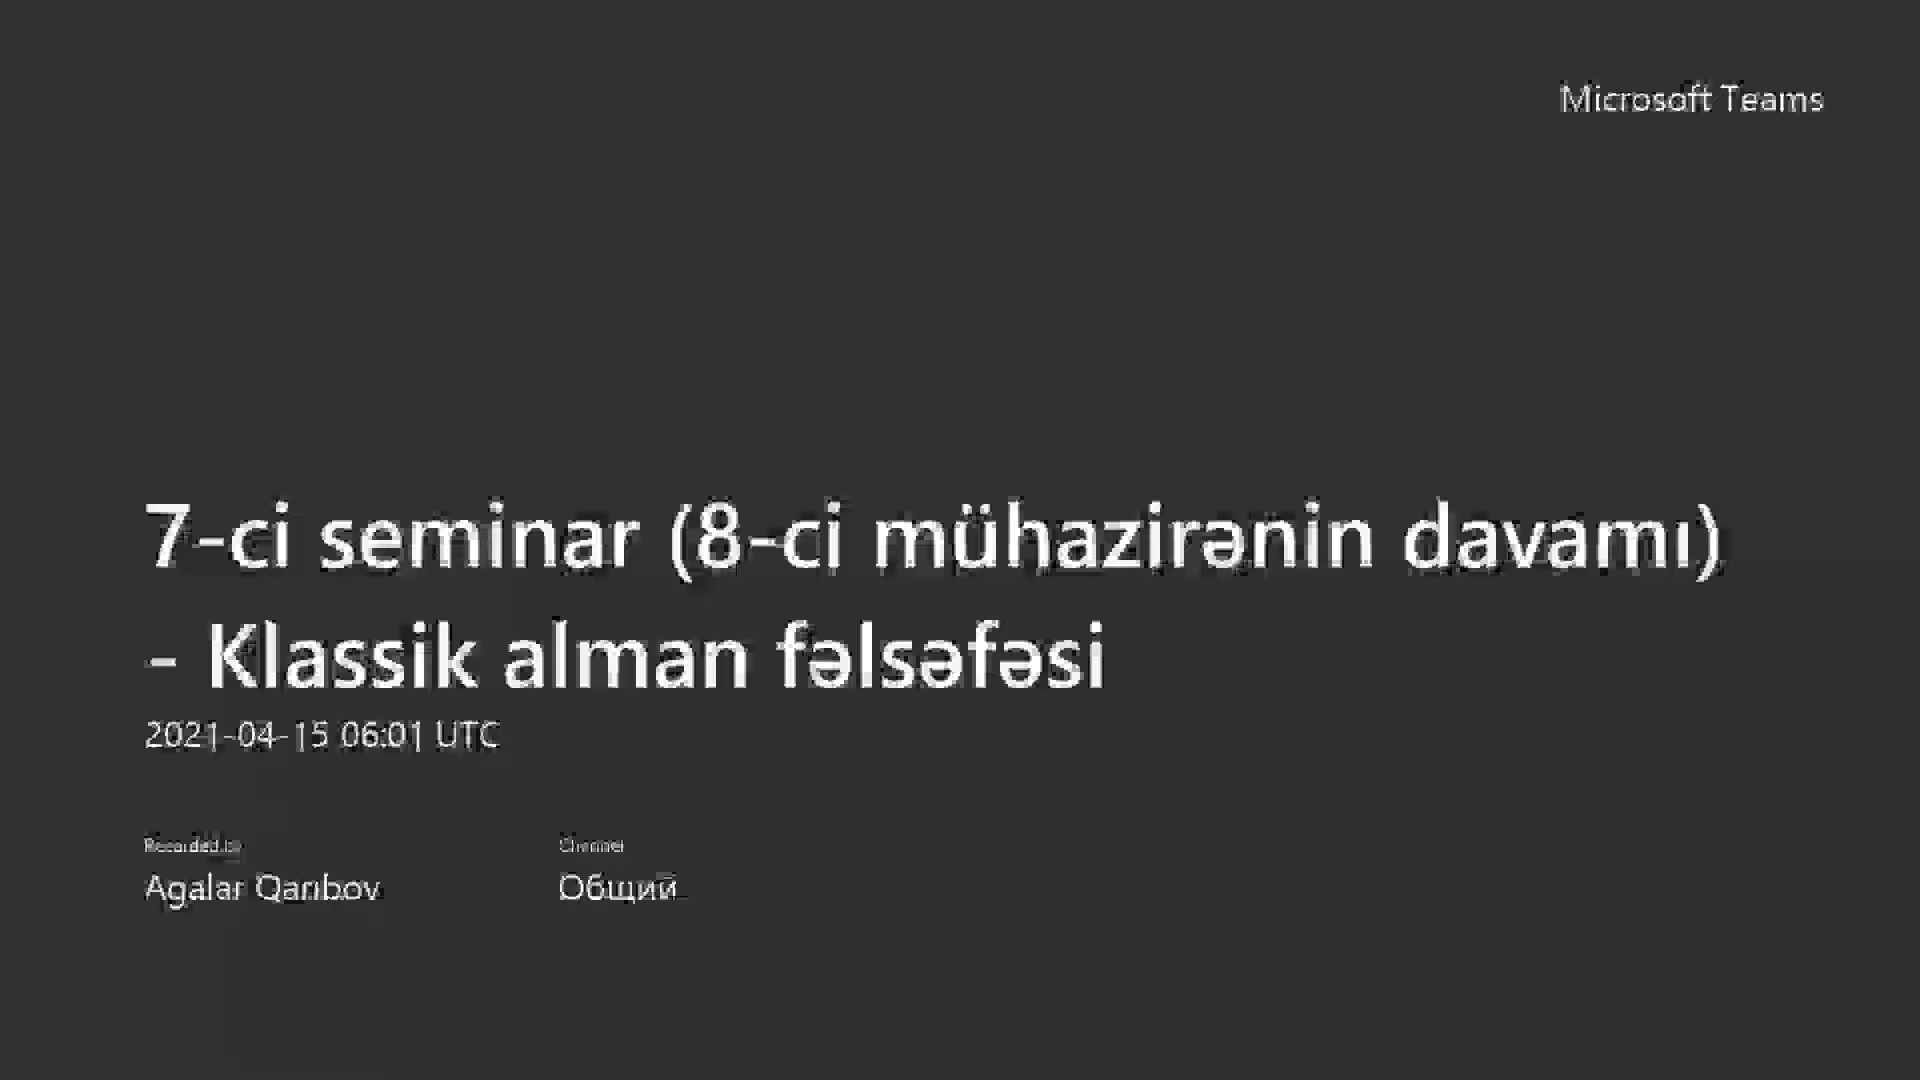 Microsoft Teams
7-ci seminar (8-ci mühazirənin davamı)
- Klassik alman fəlsəfəsi
2021-04-15 06:01 UTC
Recorded by
Channel
Agalar Qarıbov
Общий